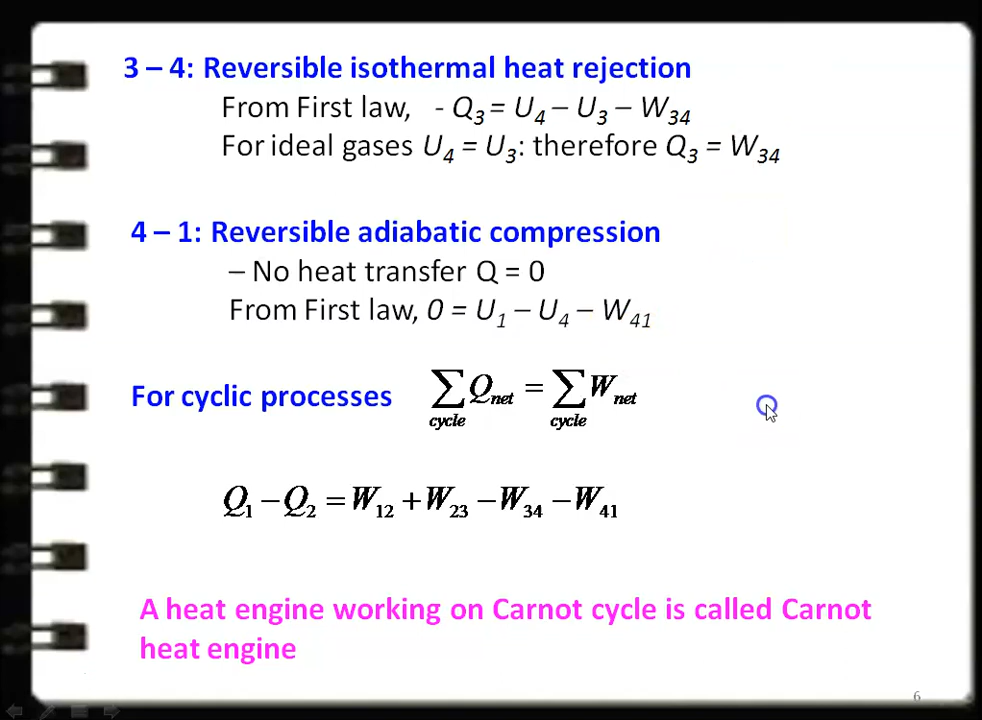 3 – 4: Reversible isothermal heat rejection
From First law, - Q3 = U4 – U3 – W34
For ideal gases U4 = U3: therefore Q3 = W34
4 – 1: Reversible adiabatic compression
– No heat transfer Q = 0
From First law, 0 = U1 – U4 – W41
For cyclic processes ∑cycle Qnet = ∑cycle Wnet
Q1 – Q2 = W12 + W23 – W34 – W41
A heat engine working on Carnot cycle is called Carnot
heat engine
6